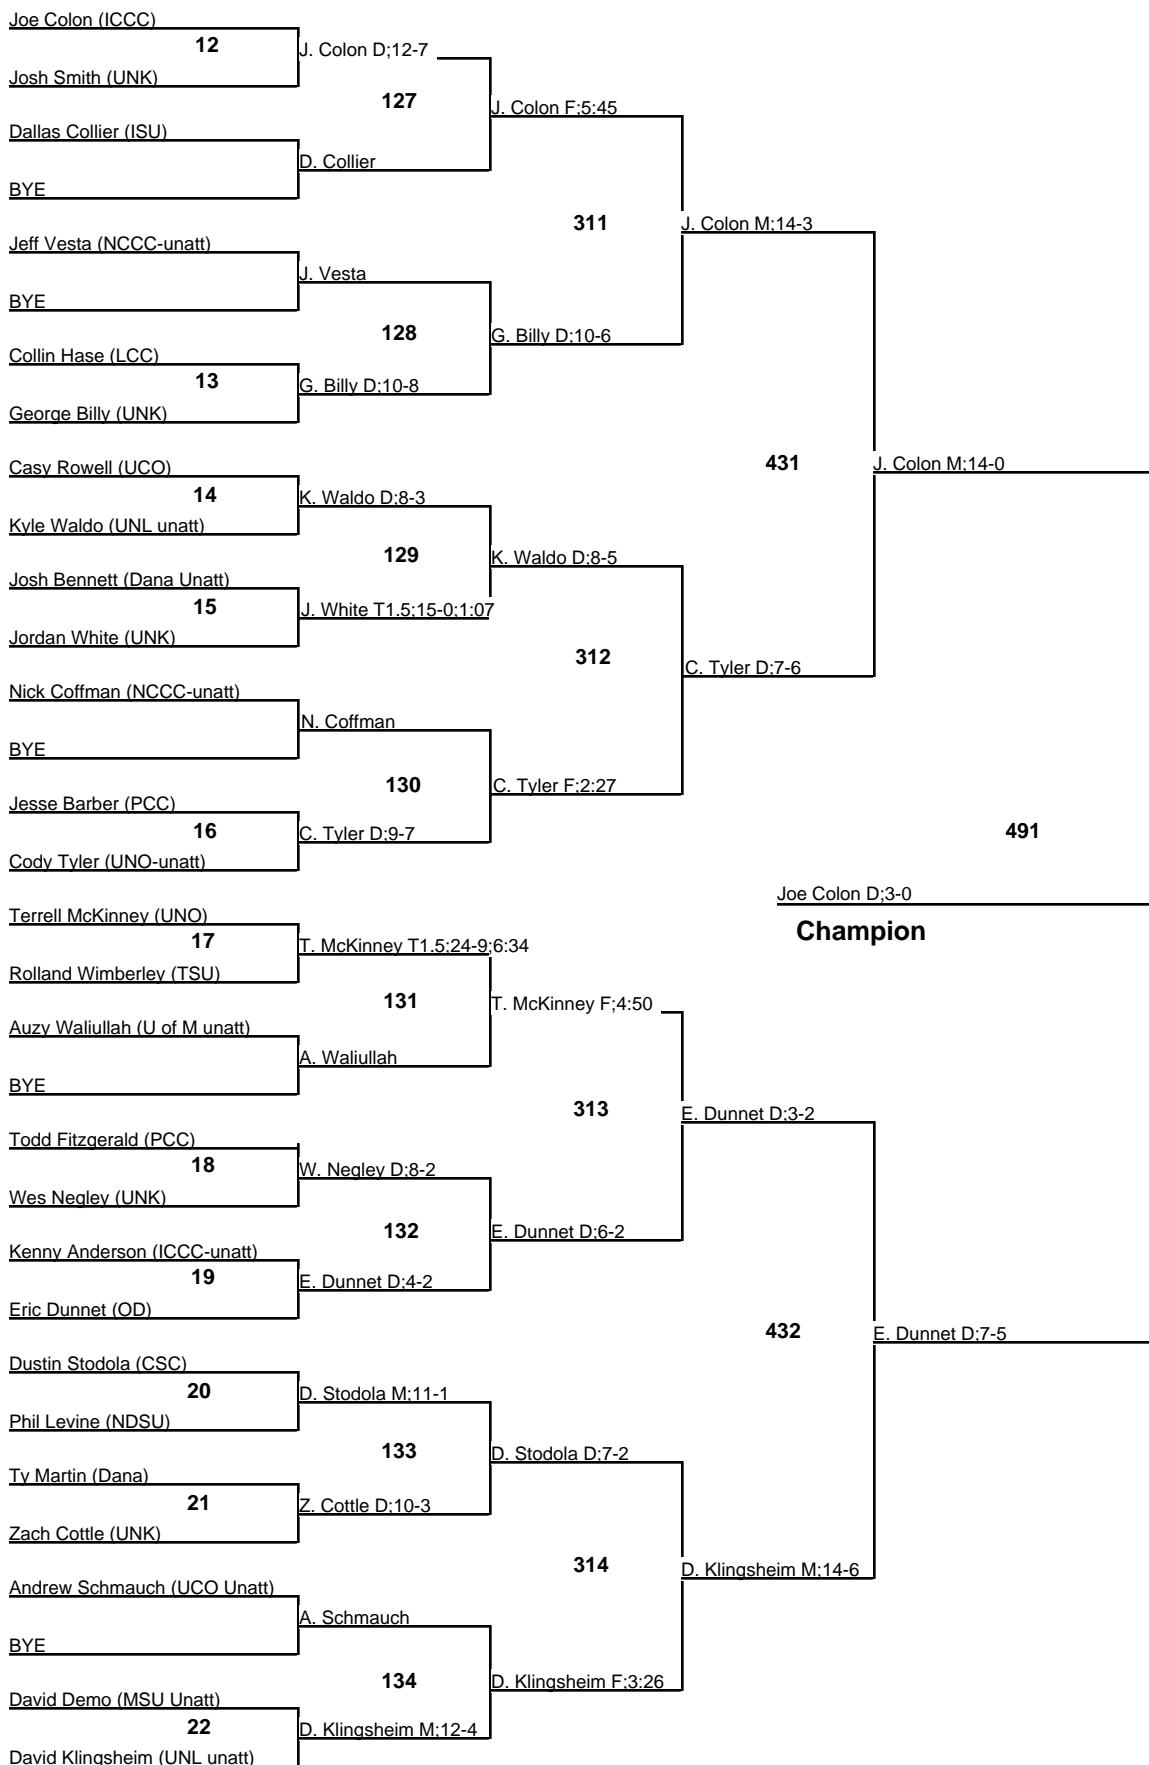 Joe Colon (ICCC)
12
J. Colon D;12-7
Josh Smith (UNK)
127
J. Colon F;5:45
Dallas Collier (ISU)
D. Collier
BYE
311
J. Colon M;14-3
Jeff Vesta (NCCC-unatt)
J. Vesta
BYE
128
G. Billy D;10-6
Collin Hase (LCC)
13
G. Billy D;10-8
George Billy (UNK)
431
J. Colon M;14-0
Casy Rowell (UCO)
14
K. Waldo D;8-3
Kyle Waldo (UNL unatt)
129
K. Waldo D;8-5
Josh Bennett (Dana Unatt)
15
J. White T1.5;15-0;1:07
Jordan White (UNK)
312
C. Tyler D;7-6
Nick Coffman (NCCC-unatt)
N. Coffman
BYE
130
C. Tyler F;2:27
Jesse Barber (PCC)
16
C. Tyler D;9-7
491
Cody Tyler (UNO-unatt)
Joe Colon D;3-0
Champion
Terrell McKinney (UNO)
17
T. McKinney T1.5;24-9;6:34
Rolland Wimberley (TSU)
131
T. McKinney F;4:50
Auzy Waliullah (U of M unatt)
A. Waliullah
BYE
313
E. Dunnet D;3-2
Todd Fitzgerald (PCC)
18
W. Negley D;8-2
Wes Negley (UNK)
132
E. Dunnet D;6-2
Kenny Anderson (ICCC-unatt)
19
E. Dunnet D;4-2
Eric Dunnet (OD)
432
E. Dunnet D;7-5
Dustin Stodola (CSC)
20
D. Stodola M;11-1
Phil Levine (NDSU)
133
D. Stodola D;7-2
Ty Martin (Dana)
21
Z. Cottle D;10-3
Zach Cottle (UNK)
314
D. Klingsheim M;14-6
Andrew Schmauch (UCO Unatt)
A. Schmauch
BYE
134
D. Klingsheim F;3:26
David Demo (MSU Unatt)
22
D. Klingsheim M;12-4
David Klingsheim (UNL unatt)